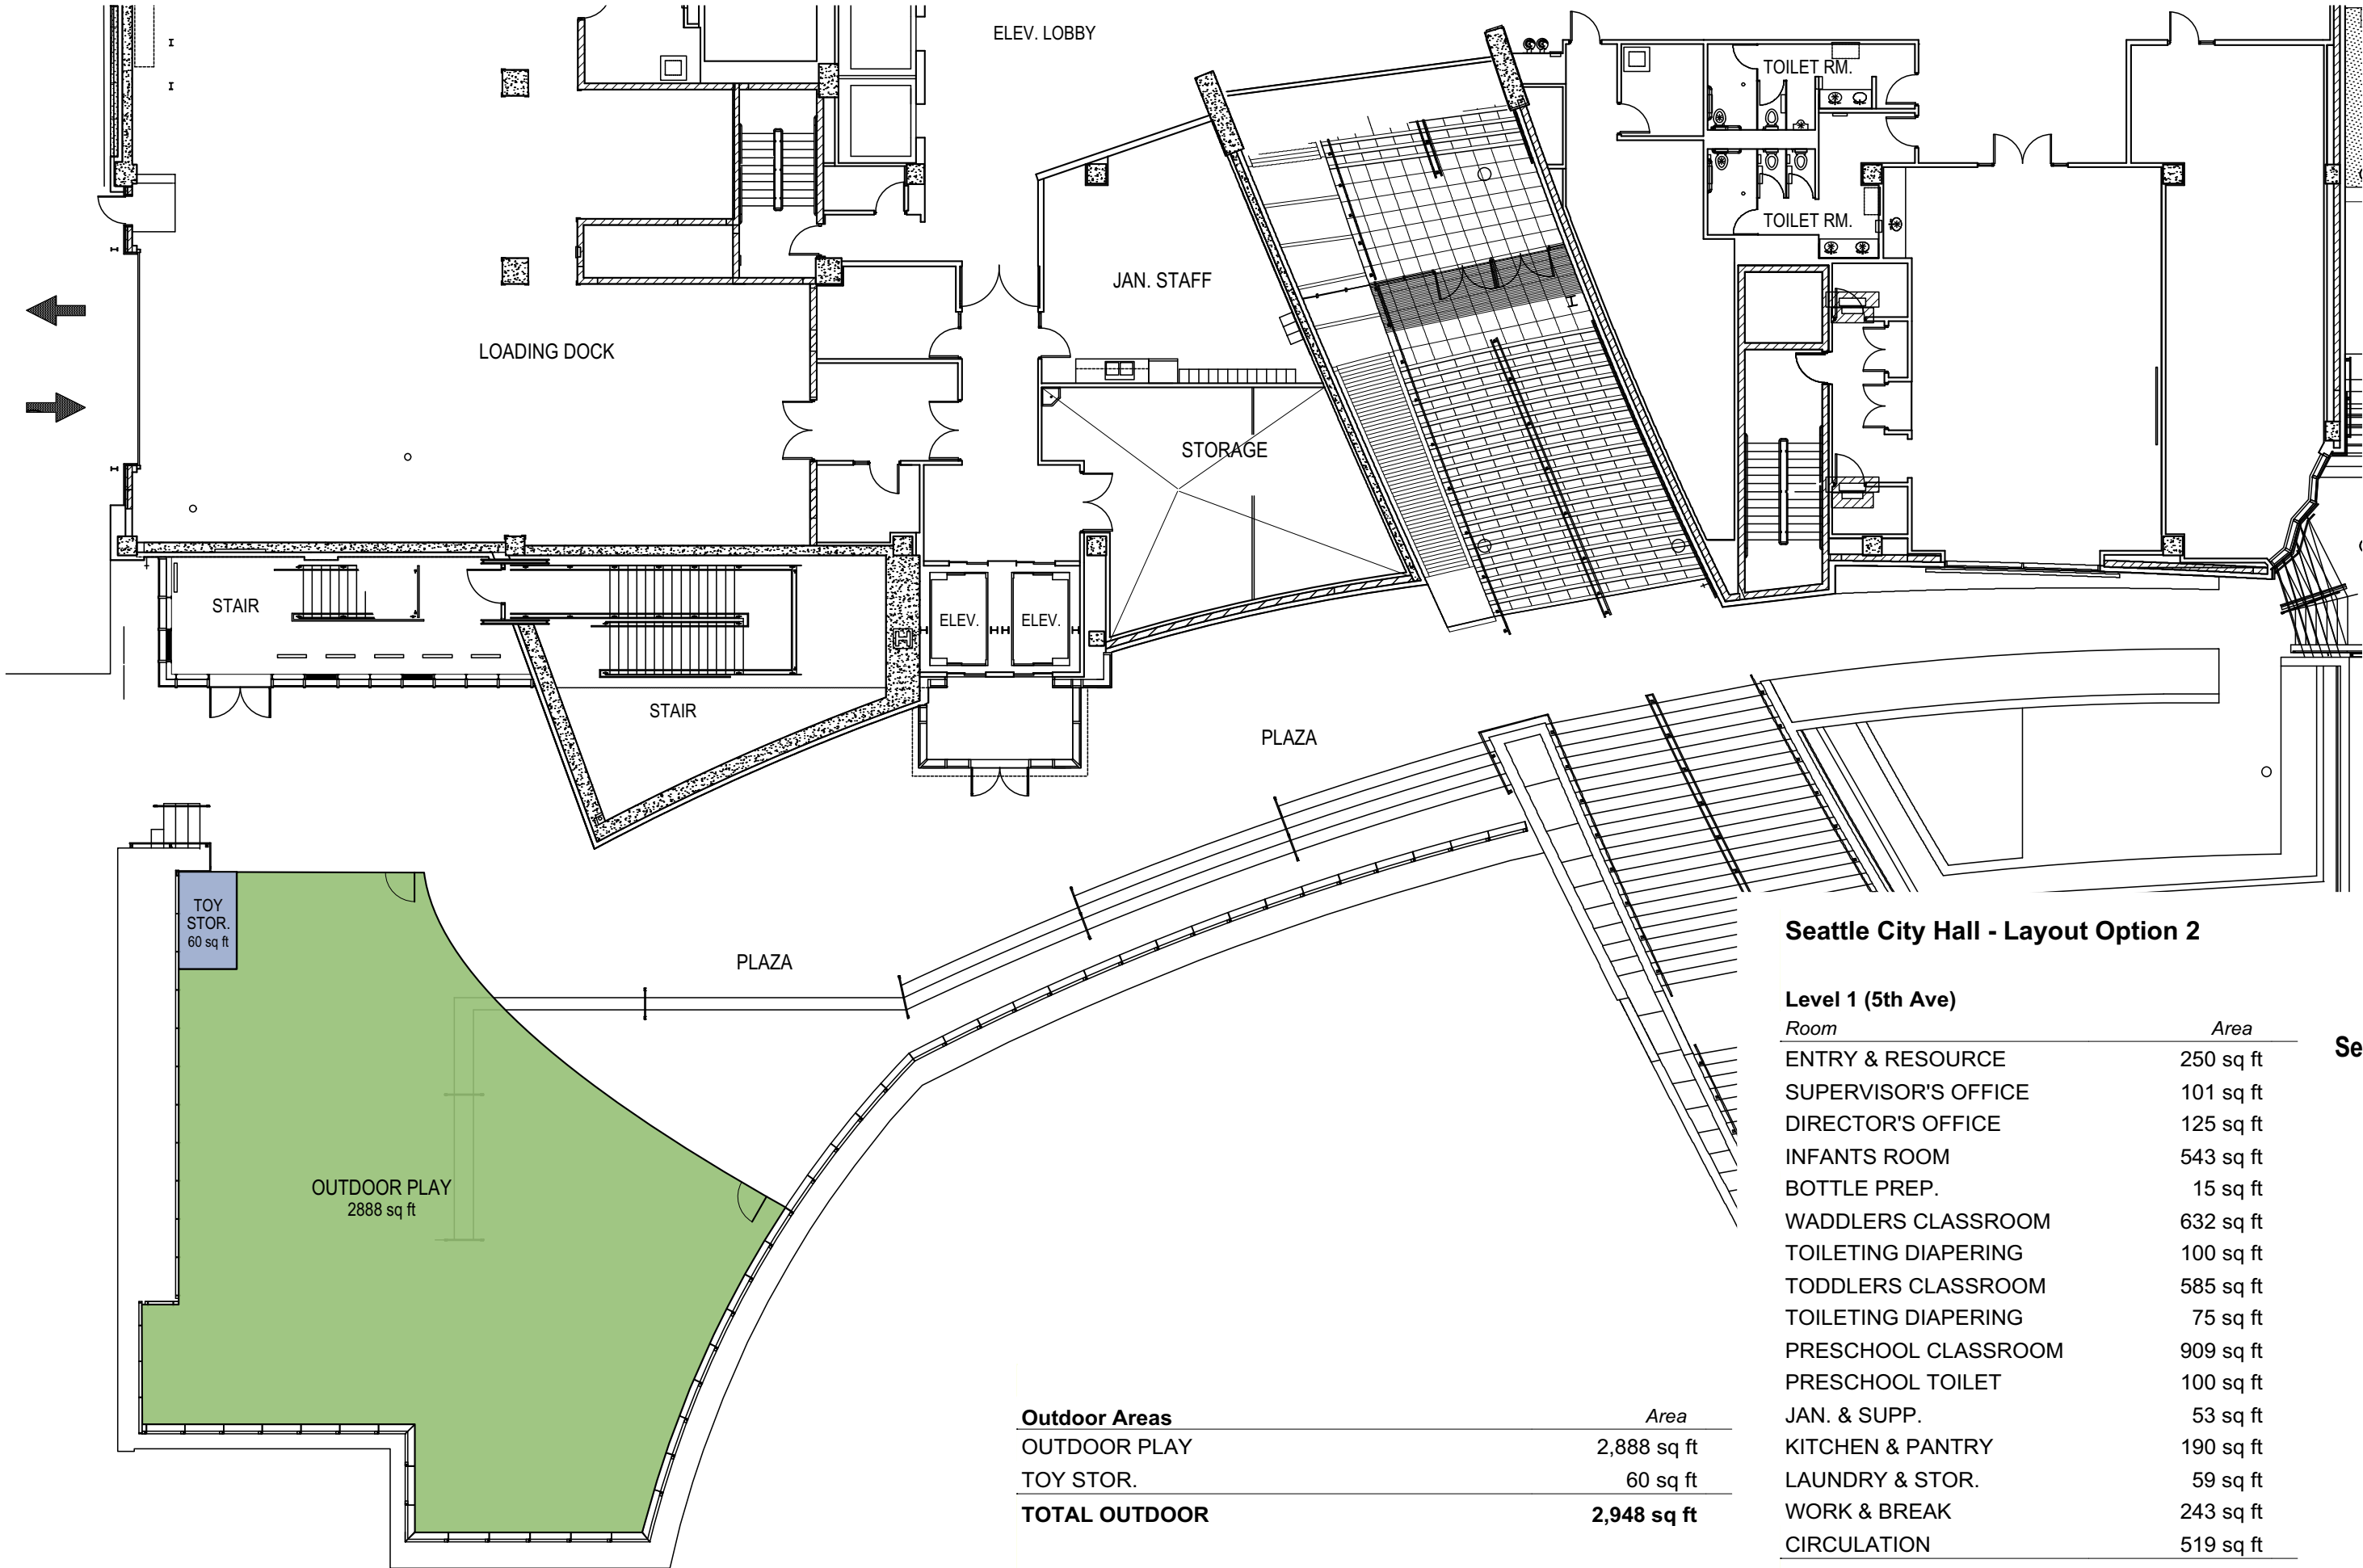 ELEV. LOBBY
TOILET RM.
TOILET RM.
JAN. STAFF
LOADING DOCK
STORAGE
STAIR
ELEV.
ELEV.
STAIR
PLAZA
TOY
STOR.
60 sq ft
PLAZA
OUTDOOR PLAY
2888 sq ft
Outdoor Areas Area
OUTDOOR PLAY 2,888 sq ft
TOY STOR. 60 sq ft
TOTAL OUTDOOR 2,948 sq ft
Seattle City Hall - Layout Option 2
Level 1 (5th Ave)
Room Area
ENTRY & RESOURCE 250 sq ft
SUPERVISOR'S OFFICE 101 sq ft
DIRECTOR'S OFFICE 125 sq ft
INFANTS ROOM 543 sq ft
BOTTLE PREP. 15 sq ft
WADDLERS CLASSROOM 632 sq ft
TOILETING DIAPERING 100 sq ft
TODDLERS CLASSROOM 585 sq ft
TOILETING DIAPERING 75 sq ft
PRESCHOOL CLASSROOM 909 sq ft
PRESCHOOL TOILET 100 sq ft
JAN. & SUPP. 53 sq ft
KITCHEN & PANTRY 190 sq ft
LAUNDRY & STOR. 59 sq ft
WORK & BREAK 243 sq ft
CIRCULATION 519 sq ft
Se